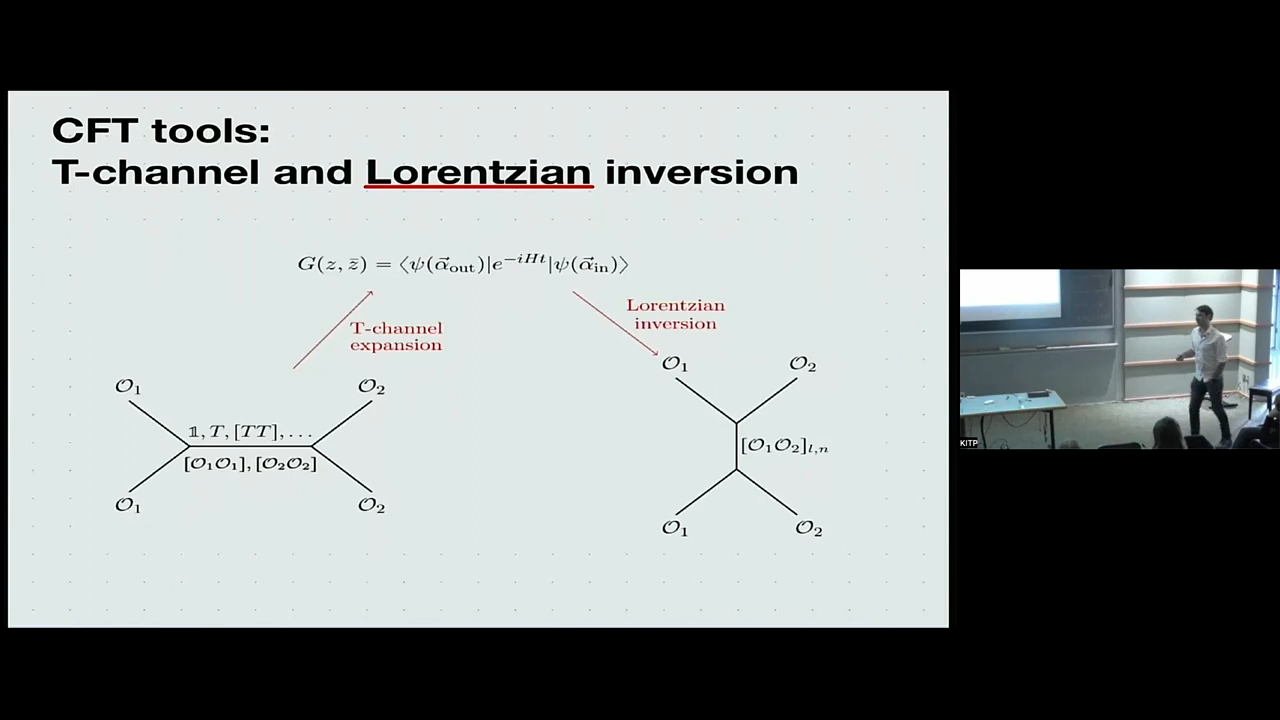 CFT tools:
T-channel and Lorentzian inversion
G(z, z̄) = ⟨ψ(α⃗_out)|e^{−iHt}|ψ(α⃗_in)⟩
T-channel
expansion
Lorentzian
inversion
𝒪₁
𝒪₂
𝟙, T, [TT], …
[𝒪₁𝒪₁], [𝒪₂𝒪₂]
𝒪₁
𝒪₂
𝒪₁
𝒪₂
[𝒪₁𝒪₂]_{l,n}
𝒪₁
𝒪₂
KITP